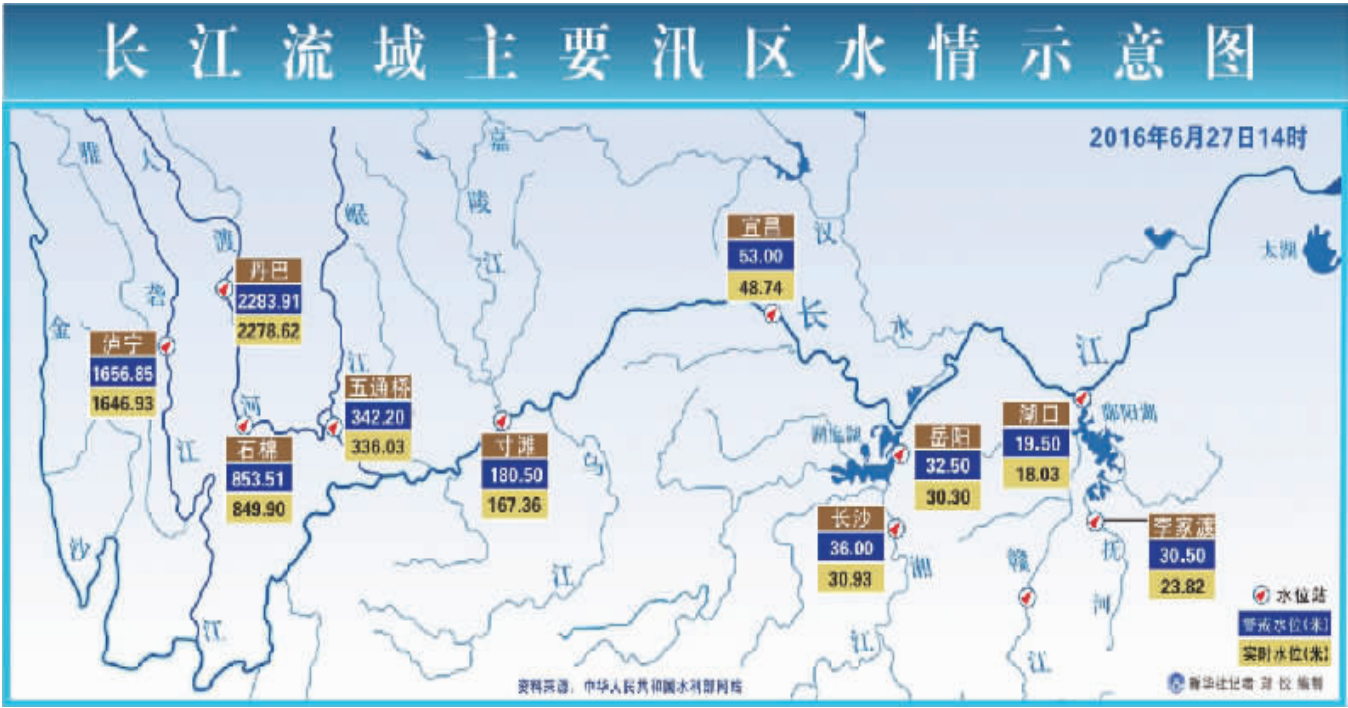 长江流域主要汛区水情示意图
2016年6月27日14时
雅砻江
大渡河
岷江
嘉陵江
汉水
金沙江
长江
乌江
湘江
赣江
抚河
太湖
洞庭湖
鄱阳湖
宜昌
53.00
48.74
丹巴
2283.91
2278.62
泸宁
1656.85
1646.93
五通桥
342.20
336.03
石棉
853.51
849.90
寸滩
180.50
167.36
岳阳
32.50
30.30
湖口
19.50
18.03
长沙
36.00
30.93
李家渡
30.50
23.82
水位站
警戒水位(米)
实时水位(米)
资料来源：中华人民共和国水利部网站
新华社记者 编制